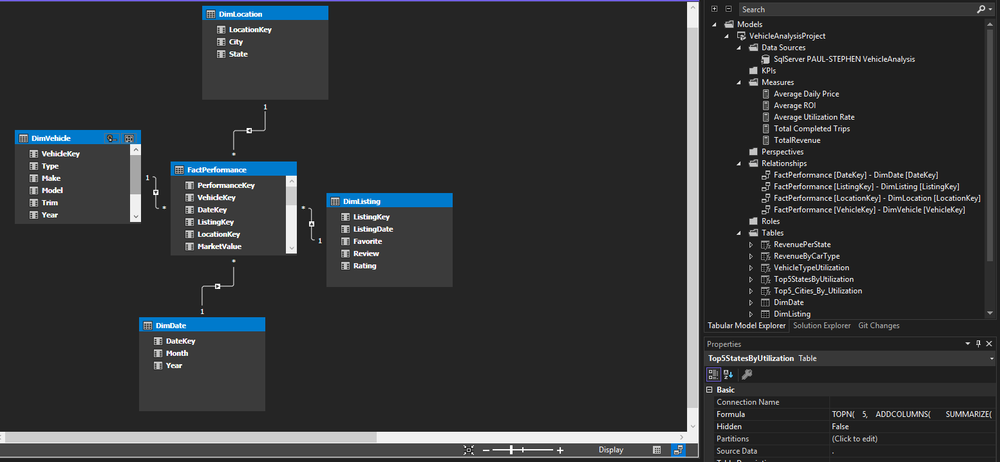 DimLocation
LocationKey
City
State
1
*
DimVehicle
VehicleKey
Type
Make
Model
Trim
Year
1
*
FactPerformance
PerformanceKey
VehicleKey
DateKey
ListingKey
LocationKey
MarketValue
*
1
DimListing
ListingKey
ListingDate
Favorite
Review
Rating
*
1
DimDate
DateKey
Month
Year
Display
Search
Models
VehicleAnalysisProject
Data Sources
SqlServer PAUL-STEPHEN VehicleAnalysis
KPIs
Measures
Average Daily Price
Average ROI
Average Utilization Rate
Total Completed Trips
TotalRevenue
Perspectives
Relationships
FactPerformance [DateKey] - DimDate [DateKey]
FactPerformance [ListingKey] - DimListing [ListingKey]
FactPerformance [LocationKey] - DimLocation [LocationKey]
FactPerformance [VehicleKey] - DimVehicle [VehicleKey]
Roles
Tables
RevenuePerState
RevenueByCarType
VehicleTypeUtilization
Top5StatesByUtilization
Top5_Cities_By_Utilization
DimDate
DimListing
Tabular Model Explorer Solution Explorer Git Changes
Properties
Top5StatesByUtilization Table
Basic
Connection Name
Formula TOPN( 5, ADDCOLUMNS( SUMMARIZE(
Hidden False
Partitions (Click to edit)
Source Data .